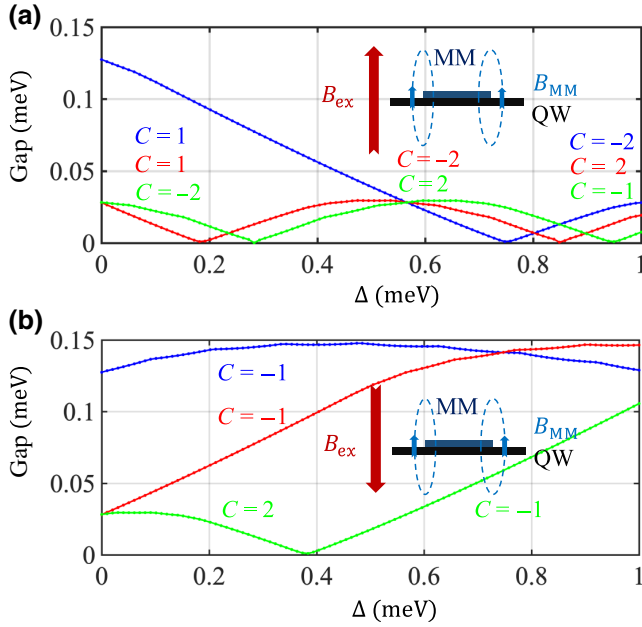 (a)
0.15
0.1
0.05
0
Gap (meV)
MM
B_ex
B_MM
QW
C = 1
C = 1
C = −2
C = −2
C = 2
C = −2
C = 2
C = −1
0 0.2 0.4 0.6 0.8 1
Δ (meV)
(b)
0.15
0.1
0.05
0
Gap (meV)
C = −1
C = −1
MM
B_ex
B_MM
QW
C = 2
C = −1
0 0.2 0.4 0.6 0.8 1
Δ (meV)